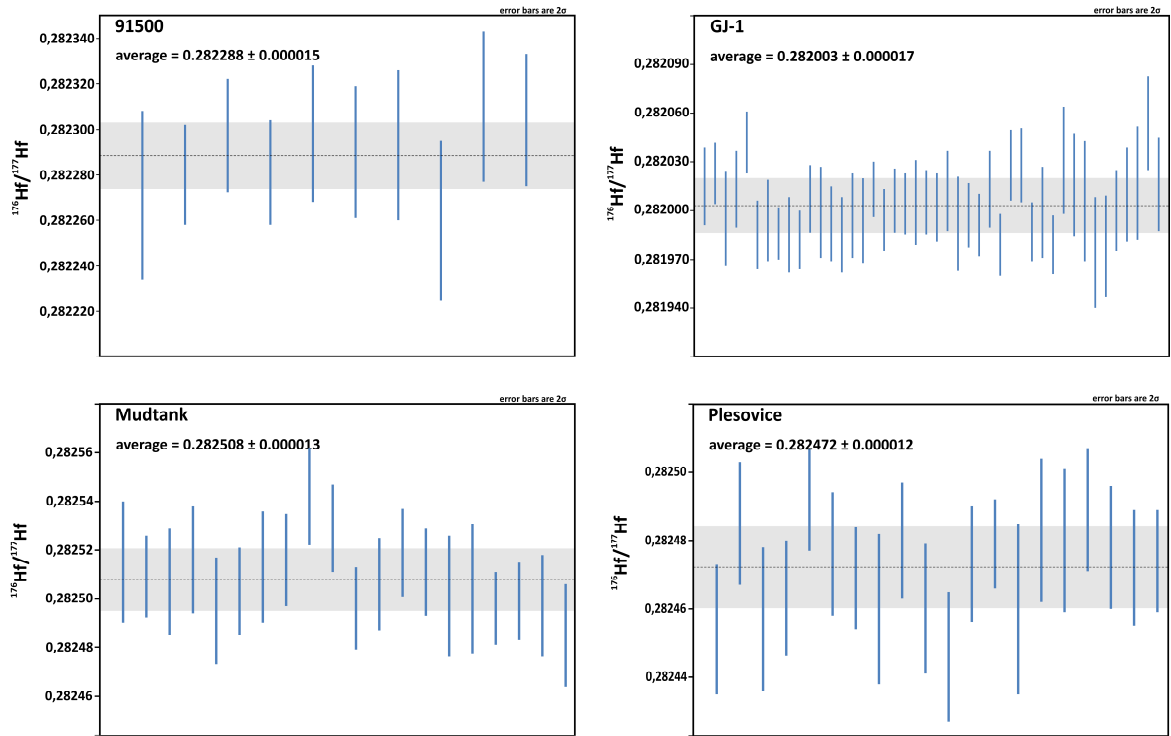 error bars are 2σ
91500
average = 0.282288 ± 0.000015
0,282340
0,282320
0,282300
0,282280
0,282260
0,282240
0,282220
¹⁷⁶Hf/¹⁷⁷Hf
error bars are 2σ
GJ-1
average = 0.282003 ± 0.000017
0,282090
0,282060
0,282030
0,282000
0,281970
0,281940
¹⁷⁶Hf/¹⁷⁷Hf
error bars are 2σ
Mudtank
average = 0.282508 ± 0.000013
0,28256
0,28254
0,28252
0,28250
0,28248
0,28246
¹⁷⁶Hf/¹⁷⁷Hf
error bars are 2σ
Plesovice
average = 0.282472 ± 0.000012
0,28250
0,28248
0,28246
0,28244
¹⁷⁶Hf/¹⁷⁷Hf